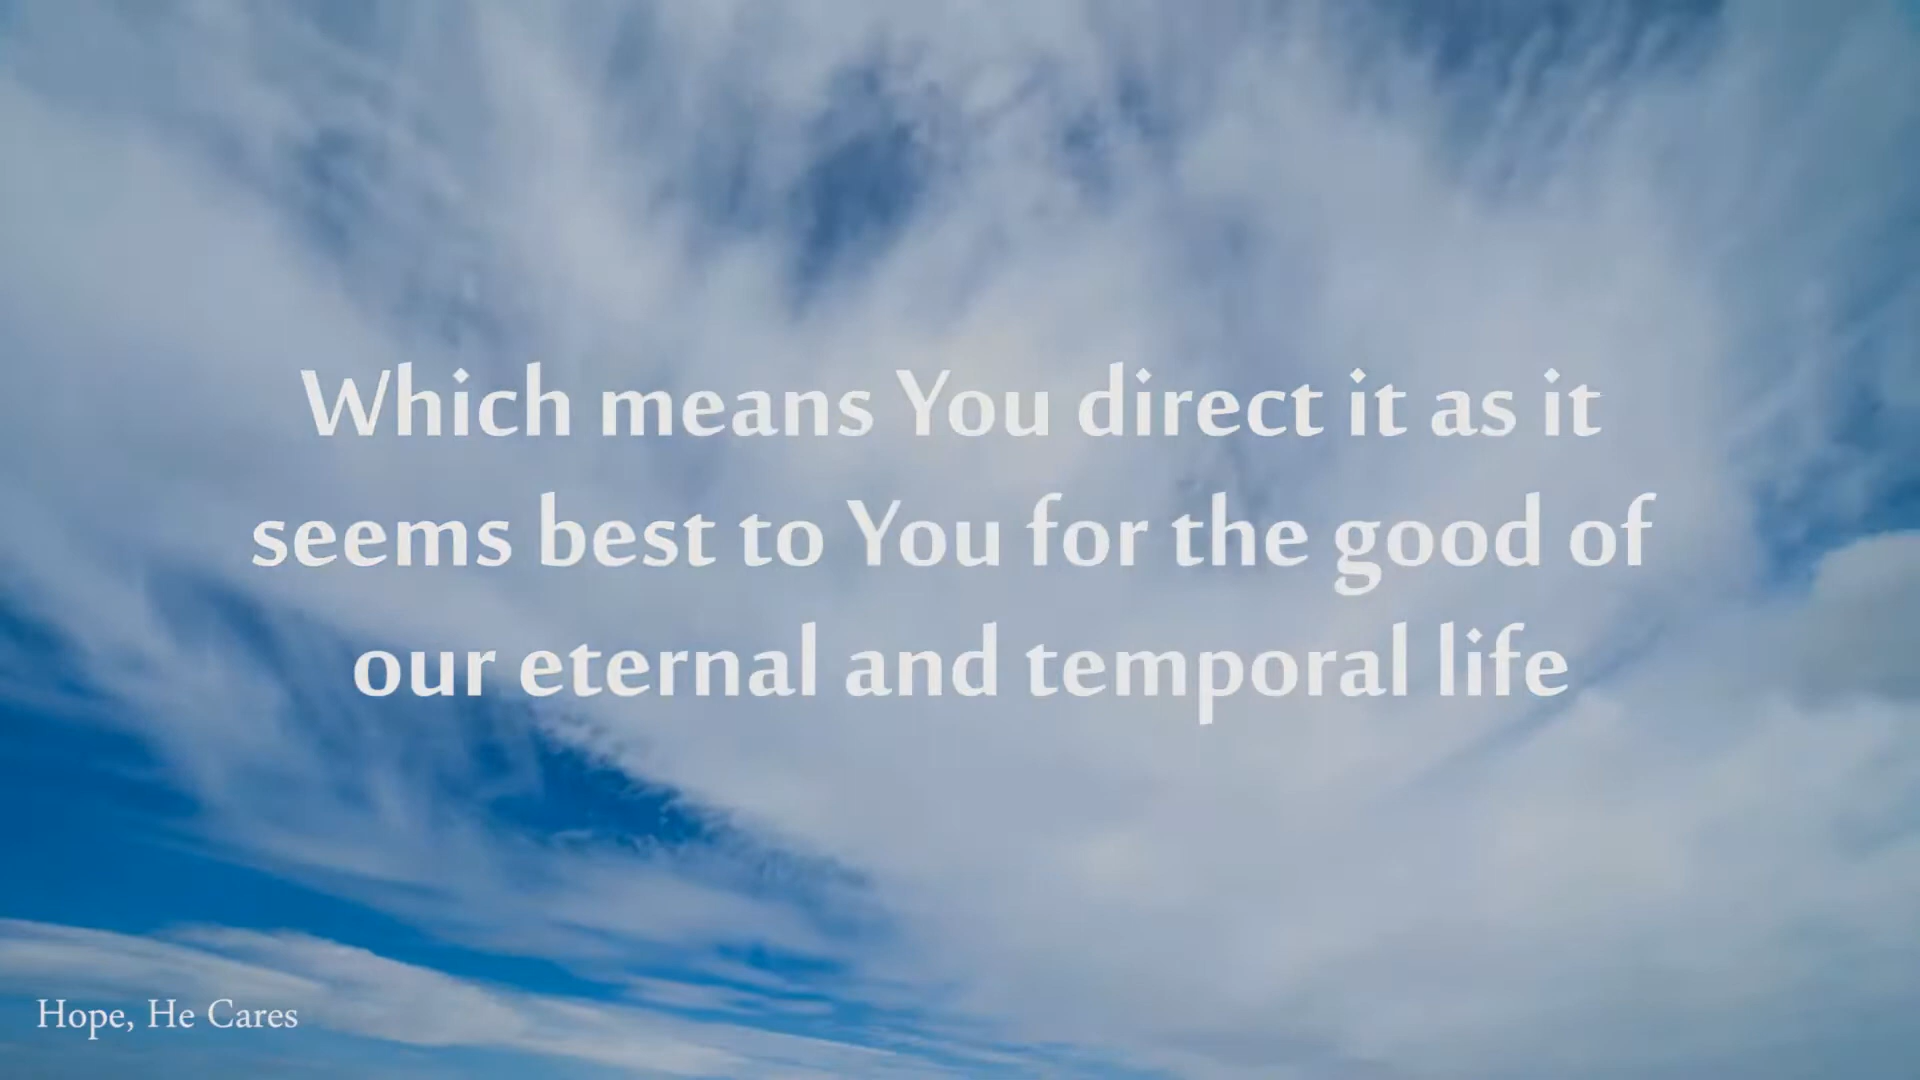 Which means You direct it as it
seems best to You for the good of
our eternal and temporal life
Hope, He Cares